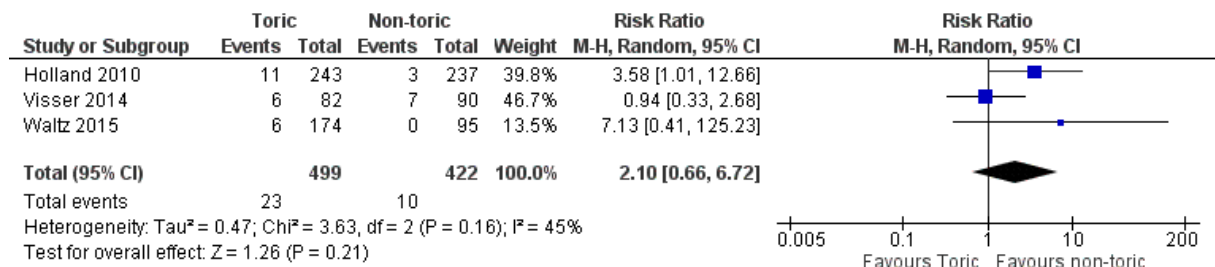 Toric Non-toric Risk Ratio Risk Ratio
Study or Subgroup Events Total Events Total Weight M-H, Random, 95% CI M-H, Random, 95% CI
Holland 2010 11 243 3 237 39.8% 3.58 [1.01, 12.66]
Visser 2014 6 82 7 90 46.7% 0.94 [0.33, 2.68]
Waltz 2015 6 174 0 95 13.5% 7.13 [0.41, 125.23]
Total (95% CI) 499 422 100.0% 2.10 [0.66, 6.72]
Total events 23 10
Heterogeneity: Tau² = 0.47; Chi² = 3.63, df = 2 (P = 0.16); I² = 45%
Test for overall effect: Z = 1.26 (P = 0.21)
0.005 0.1 1 10 200
Favours Toric Favours non-toric